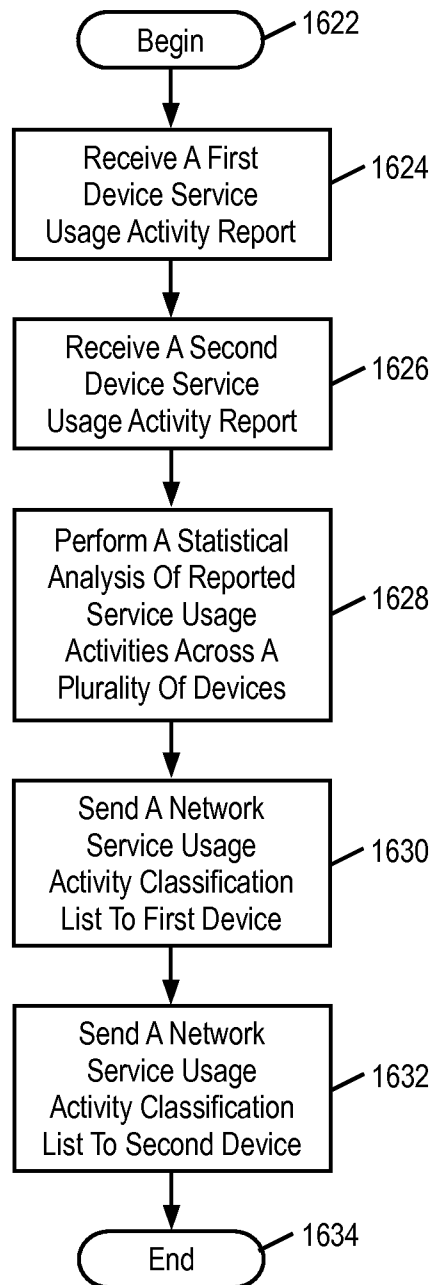 Begin
1622
Receive A First
Device Service
Usage Activity Report
1624
Receive A Second
Device Service
Usage Activity Report
1626
Perform A Statistical
Analysis Of Reported
Service Usage
Activities Across A
Plurality Of Devices
1628
Send A Network
Service Usage
Activity Classification
List To First Device
1630
Send A Network
Service Usage
Activity Classification
List To Second Device
1632
End
1634